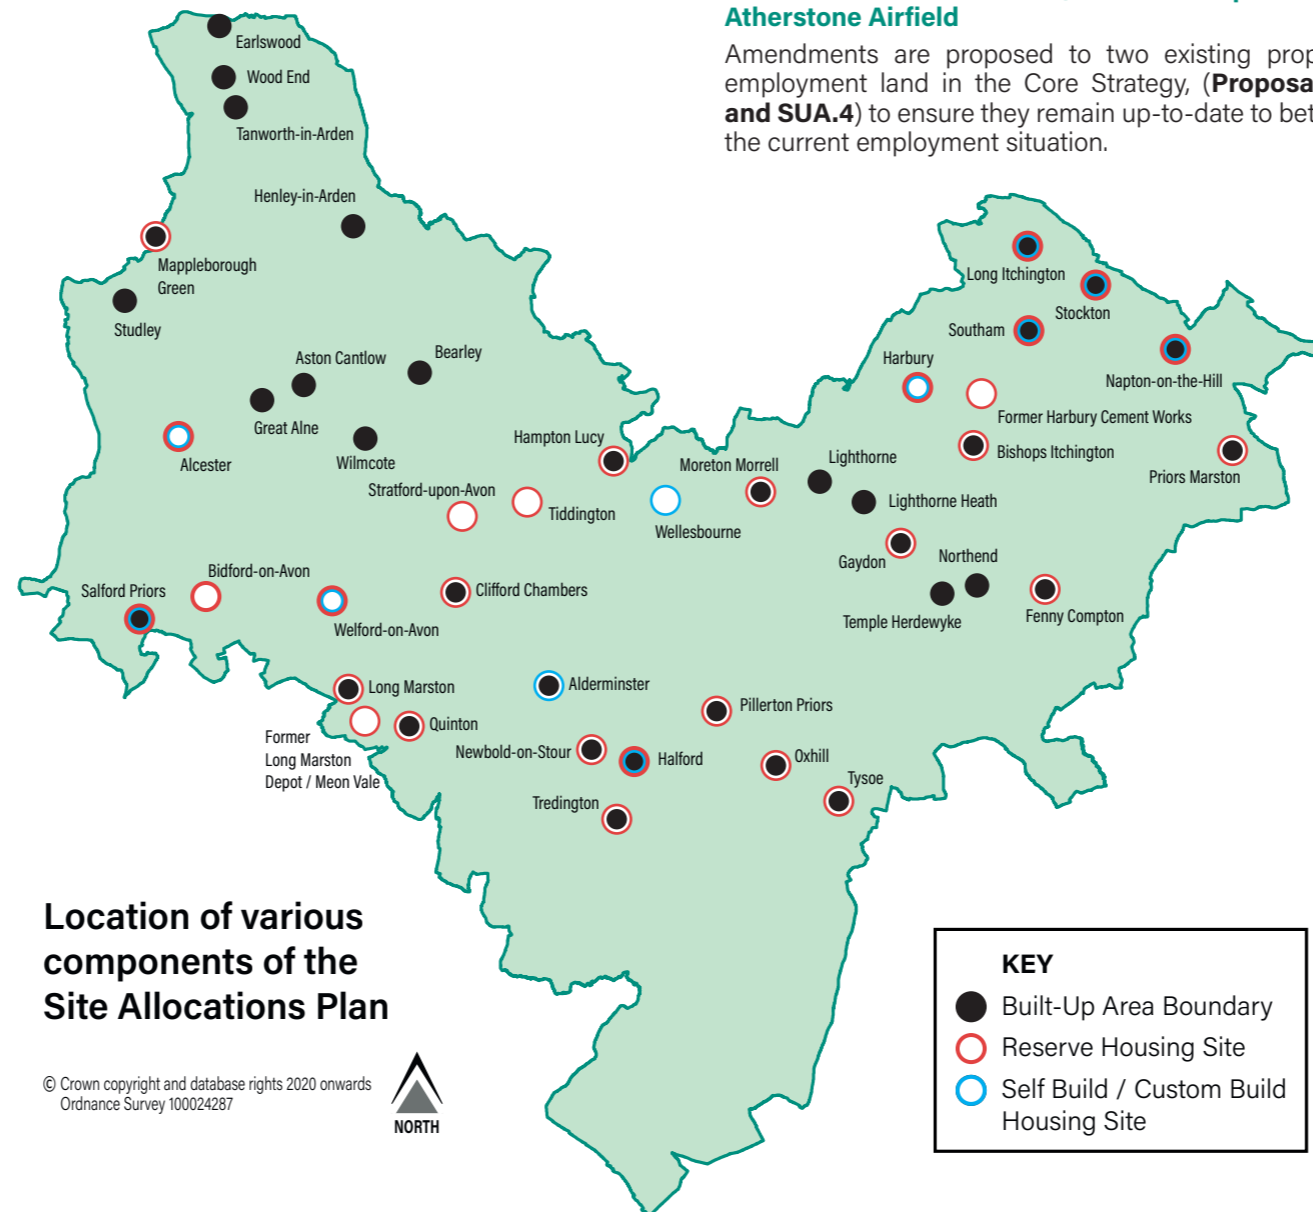 Atherstone Airfield
Amendments are proposed to two existing
employment land in the Core Strategy, (
and SUA.4) to ensure they remain up-to-date to
the current employment situation.
Earlswood
Wood End
Tanworth-in-Arden
Henley-in-Arden
Mappleborough
Green
Studley
Aston Cantlow
Bearley
Great Alne
Alcester
Wilmcote
Hampton Lucy
Stratford-upon-Avon
Tiddington
Wellesbourne
Moreton Morrell
Lighthorne
Lighthorne Heath
Long Itchington
Stockton
Southam
Harbury
Napton-on-the-Hill
Former Harbury Cement Works
Bishops Itchington
Priors Marston
Gaydon
Northend
Temple Herdewyke
Fenny Compton
Salford Priors
Bidford-on-Avon
Welford-on-Avon
Clifford Chambers
Long Marston
Alderminster
Quinton
Former
Long Marston
Depot / Meon Vale
Newbold-on-Stour
Halford
Pillerton Priors
Oxhill
Tysoe
Tredington
Location of various
components of the
Site Allocations Plan
© Crown copyright and database rights 2020 onwards
Ordnance Survey 100024287
NORTH
KEY
Built-Up Area Boundary
Reserve Housing Site
Self Build / Custom Build
Housing Site